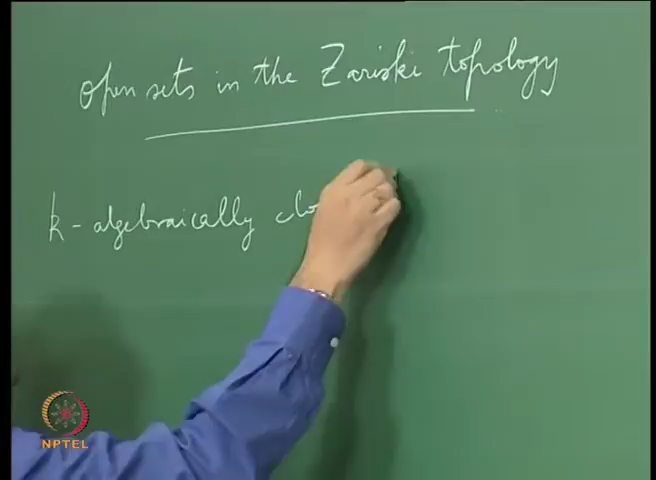 open sets in the Zariski topology
k - algebraically clo
NPTEL